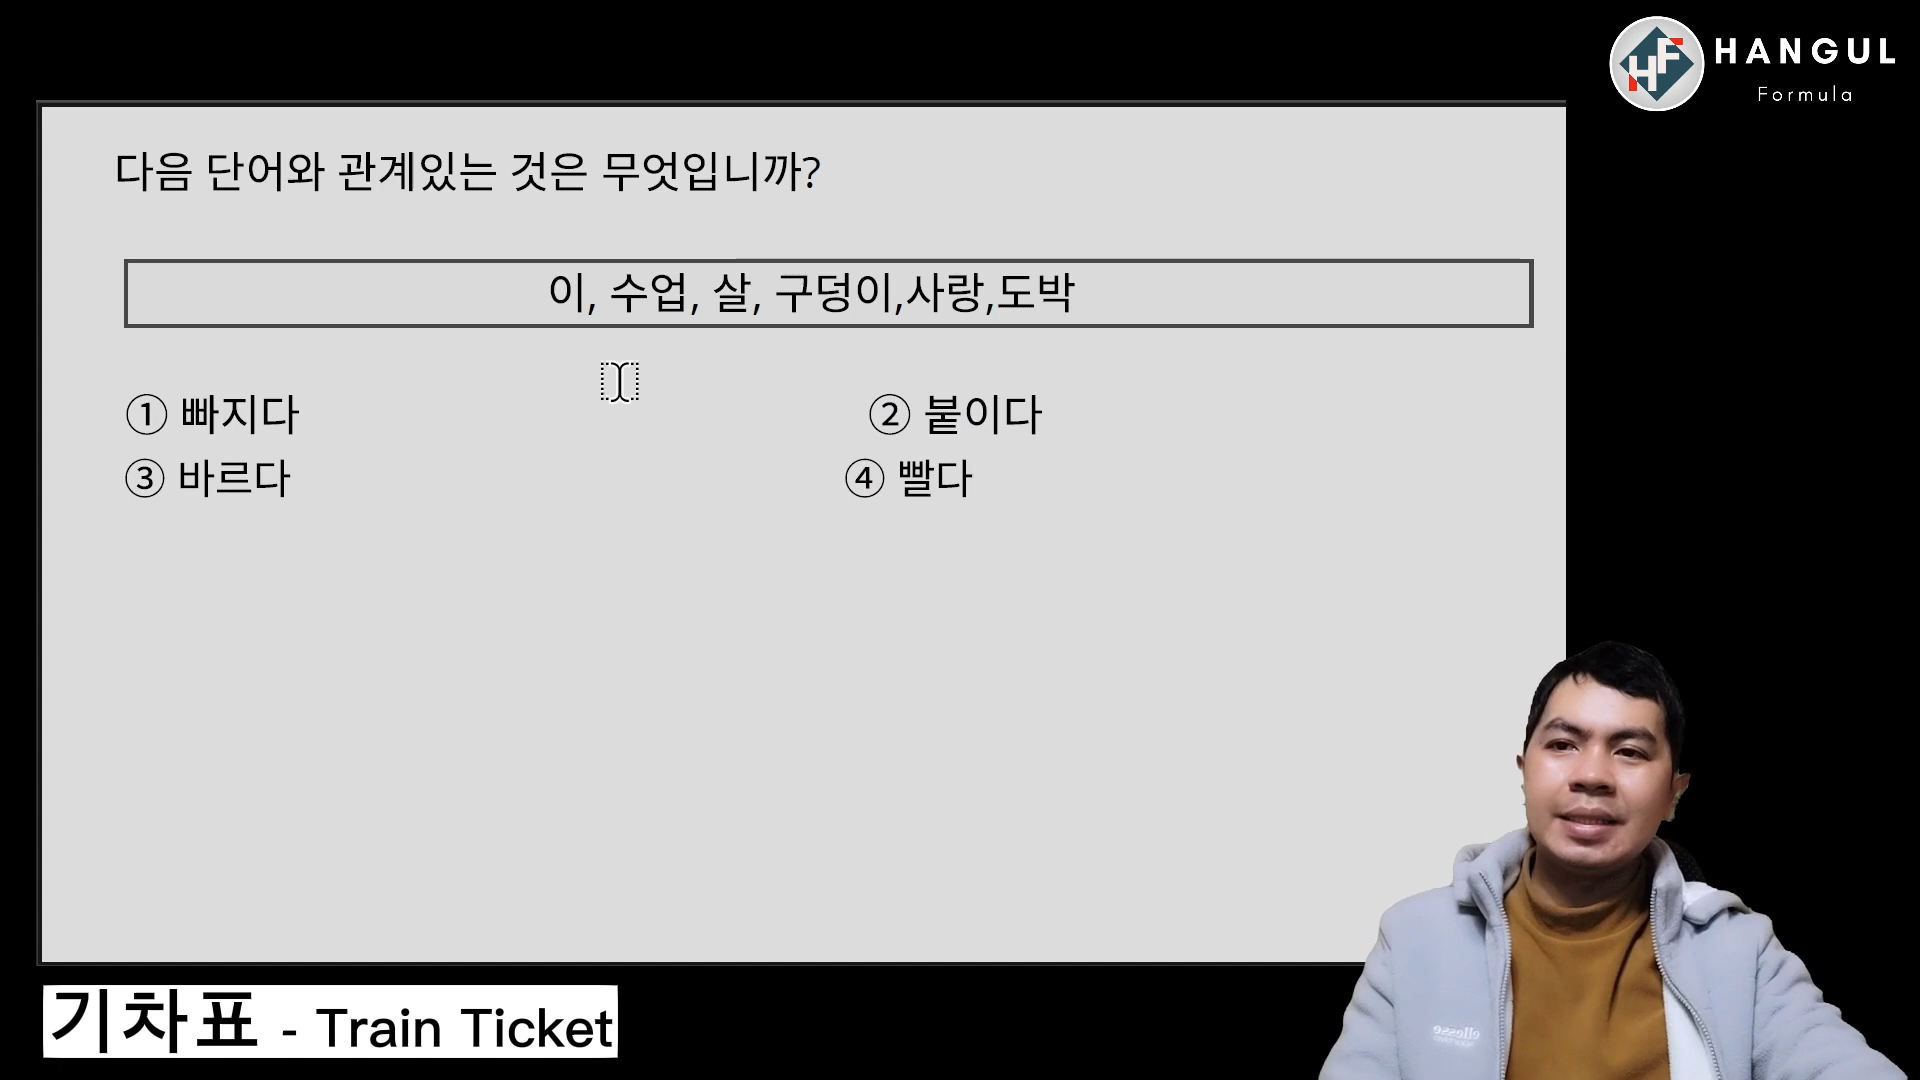 HANGUL
Formula
HF
다음 단어와 관계있는 것은 무엇입니까?
이, 수업, 살, 구덩이,사랑,도박
① 빠지다 ② 붙이다
③ 바르다 ④ 빨다
ellesse
기차표 - Train Ticket